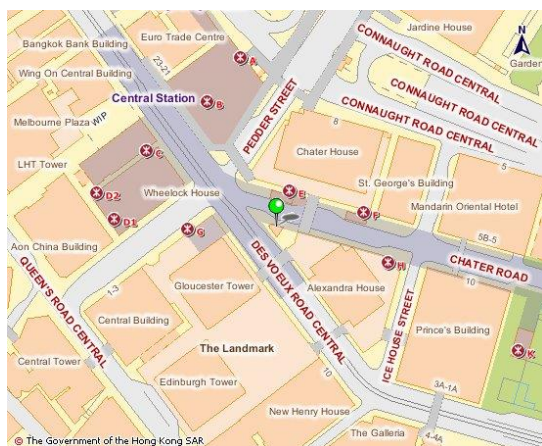 Jardine House
Euro Trade Centre
CONNAUGHT ROAD CENTRAL
N
Bangkok Bank Building
23-21
A
Garden
Wing On Central Building
CONNAUGHT ROAD CENTRAL
Central Station
B
PEDDER STREET
CONNAUGHT ROAD CENTRAL
Melbourne Plaza
WIP
8
Chater House
5
C
LHT Tower
St. George's Building
Wheelock House
E
D2
Mandarin Oriental Hotel
F
D1
G
5B-5
Aon China Building
DES VOEUX ROAD CENTRAL
H
CHATER ROAD
QUEEN'S ROAD CENTRAL
1-3
Gloucester Tower
Alexandra House
10
ICE HOUSE STREET
Central Building
Prince's Building
The Landmark
K
Central Tower
10
Edinburgh Tower
3A-1A
New Henry House
The Galleria
4-4A
© The Government of the Hong Kong SAR